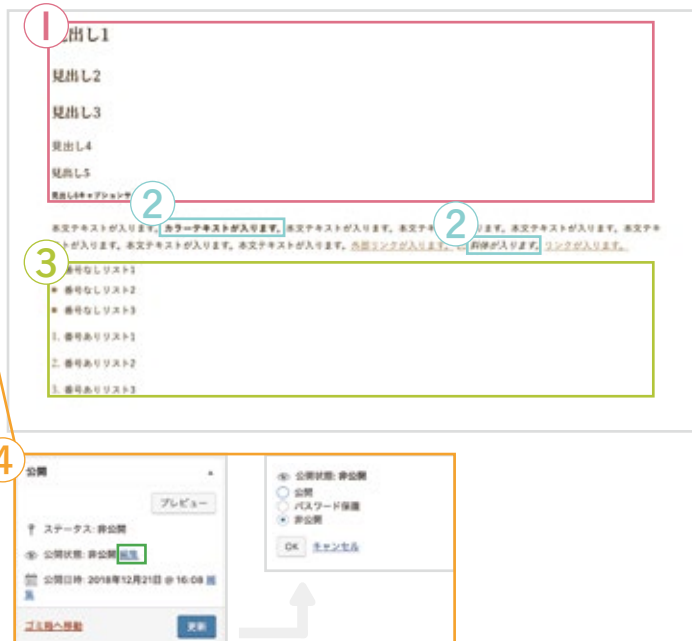 1
見出し1
見出し2
見出し3
見出し4
見出し5
見出し6キャプションサ
2
2
本文テキストが入ります。カラーテキストが入ります。本文テキストが入ります。本文テキ ります。本文テキストが入ります。本文テキ
ストが入ります。本文テキストが入ります。本文テキストが入ります。外部リンクが入ります。 斜体が入ります。リンクが入ります。
3
番号なしリスト1
番号なしリスト2
番号なしリスト3
1. 番号ありリスト1
2. 番号ありリスト2
3. 番号ありリスト3
4
公開
プレビュー
ステータス: 非公開
公開状態: 非公開 編集
公開日時: 2018年12月21日 @ 16:08 編
集
ゴミ箱へ移動
更新
公開状態: 非公開
公開
パスワード保護
非公開
OK キャンセル